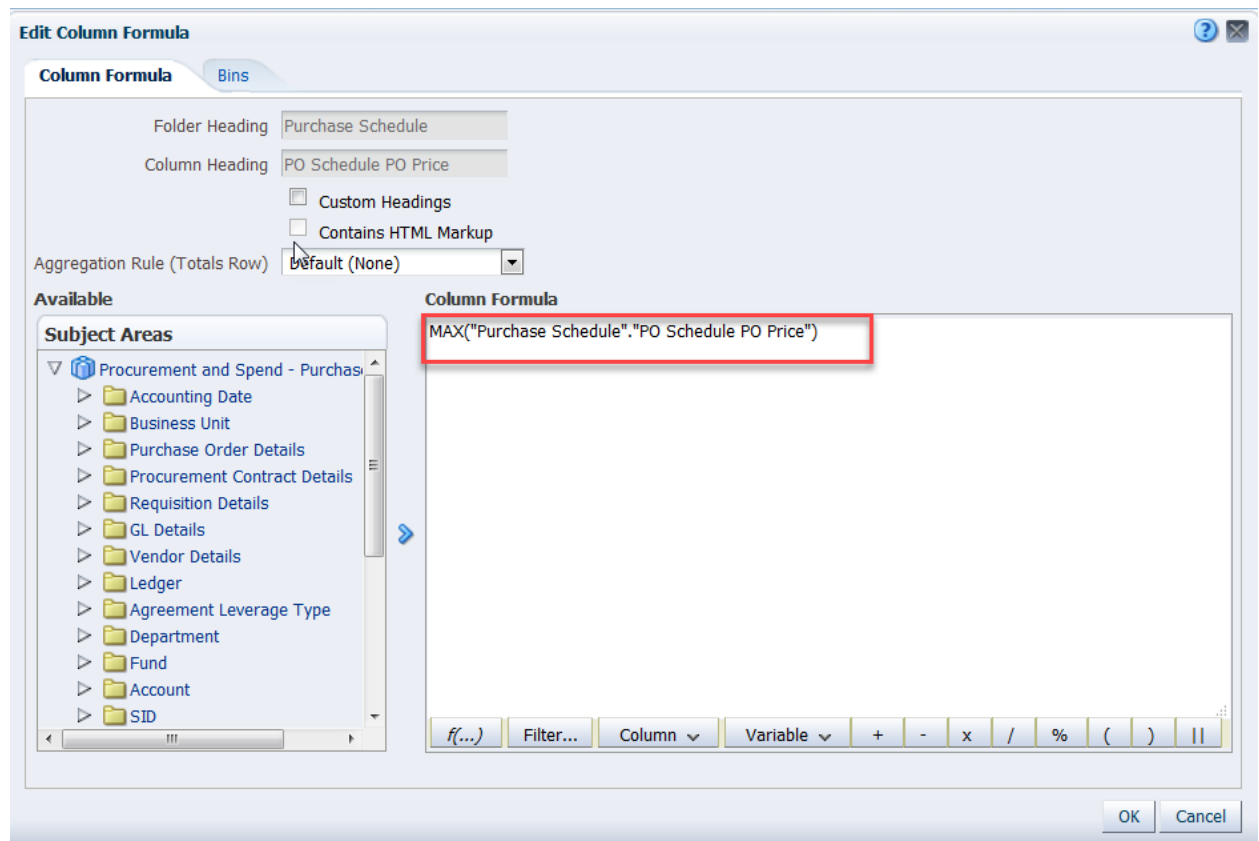 Edit Column Formula
Column Formula
Bins
Folder Heading
Purchase Schedule
Column Heading
PO Schedule PO Price
Custom Headings
Contains HTML Markup
Aggregation Rule (Totals Row)
Default (None)
Available
Column Formula
Subject Areas
MAX("Purchase Schedule"."PO Schedule PO Price")
Procurement and Spend - Purchas
Accounting Date
Business Unit
Purchase Order Details
Procurement Contract Details
Requisition Details
GL Details
Vendor Details
Ledger
Agreement Leverage Type
Department
Fund
Account
SID
f(...) Filter... Column Variable + - x / % ( ) ||
OK Cancel